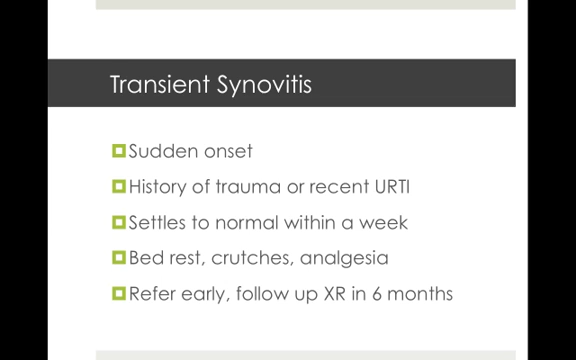 Transient Synovitis
Sudden onset
History of trauma or recent URTI
Settles to normal within a week
Bed rest, crutches, analgesia
Refer early, follow up XR in 6 months